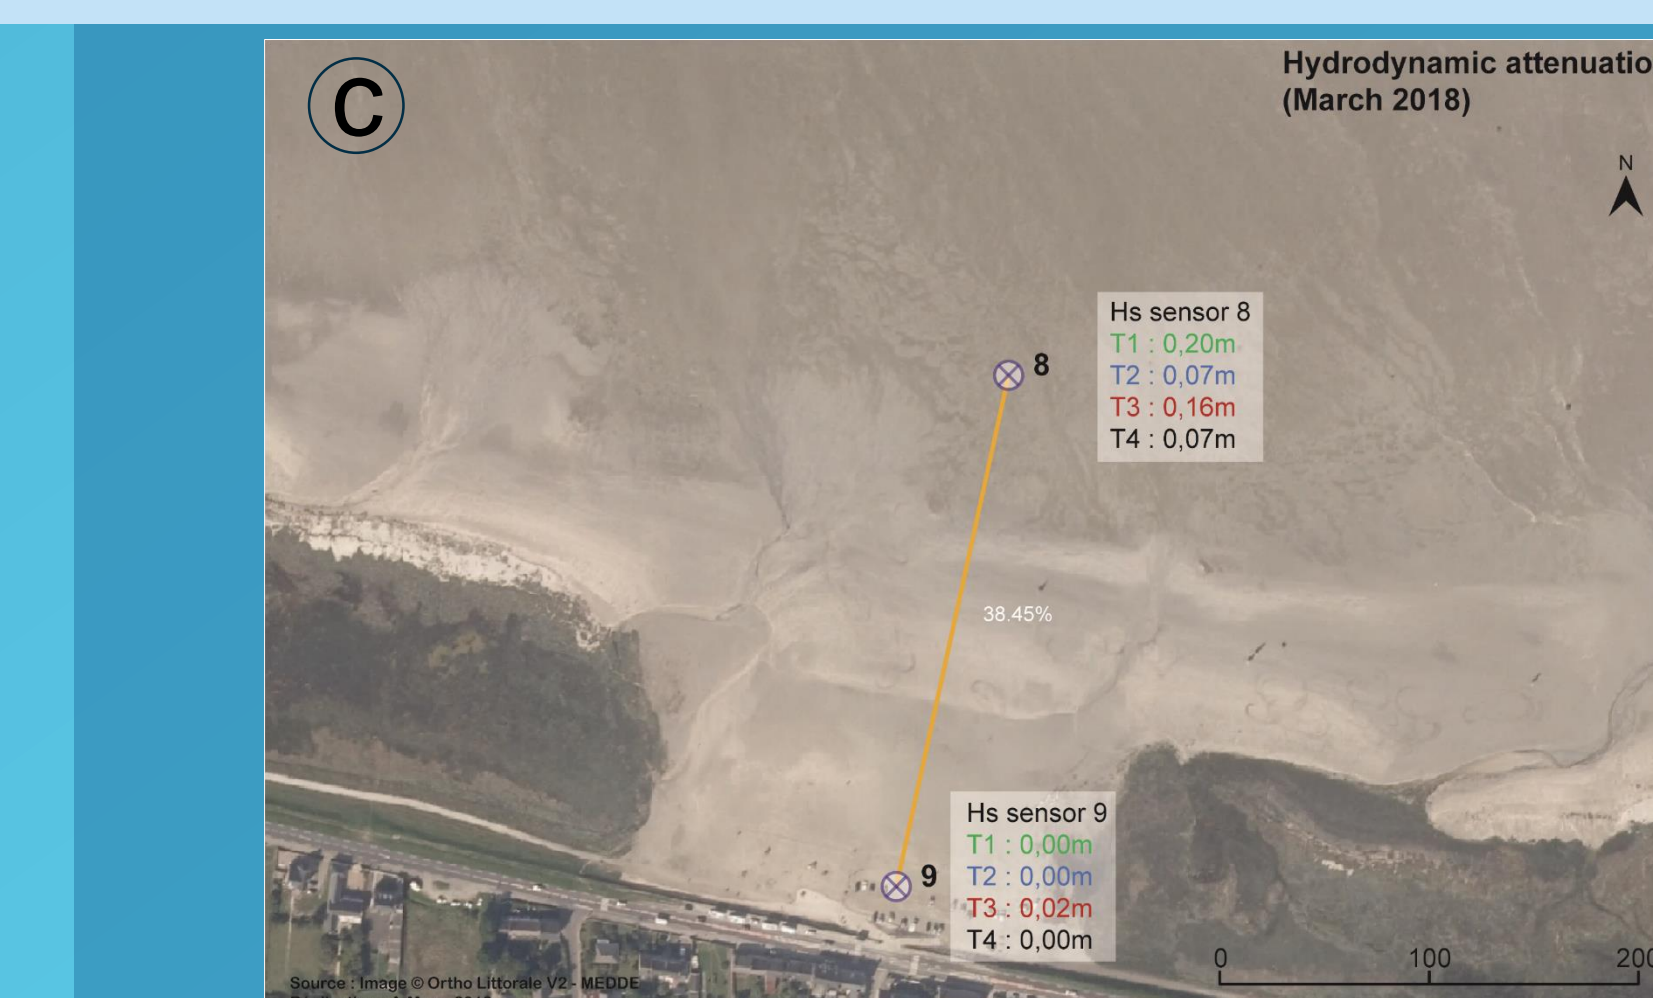 C
Hydrodynamic attenuatio
(March 2018)
N
Hs sensor 8
T1 : 0,20m
T2 : 0,07m
T3 : 0,16m
T4 : 0,07m
8
38.45%
Hs sensor 9
T1 : 0,00m
T2 : 0,00m
T3 : 0,02m
T4 : 0,00m
9
0 100 200
Source : Image © Ortho Littorale V2 - MEDDE